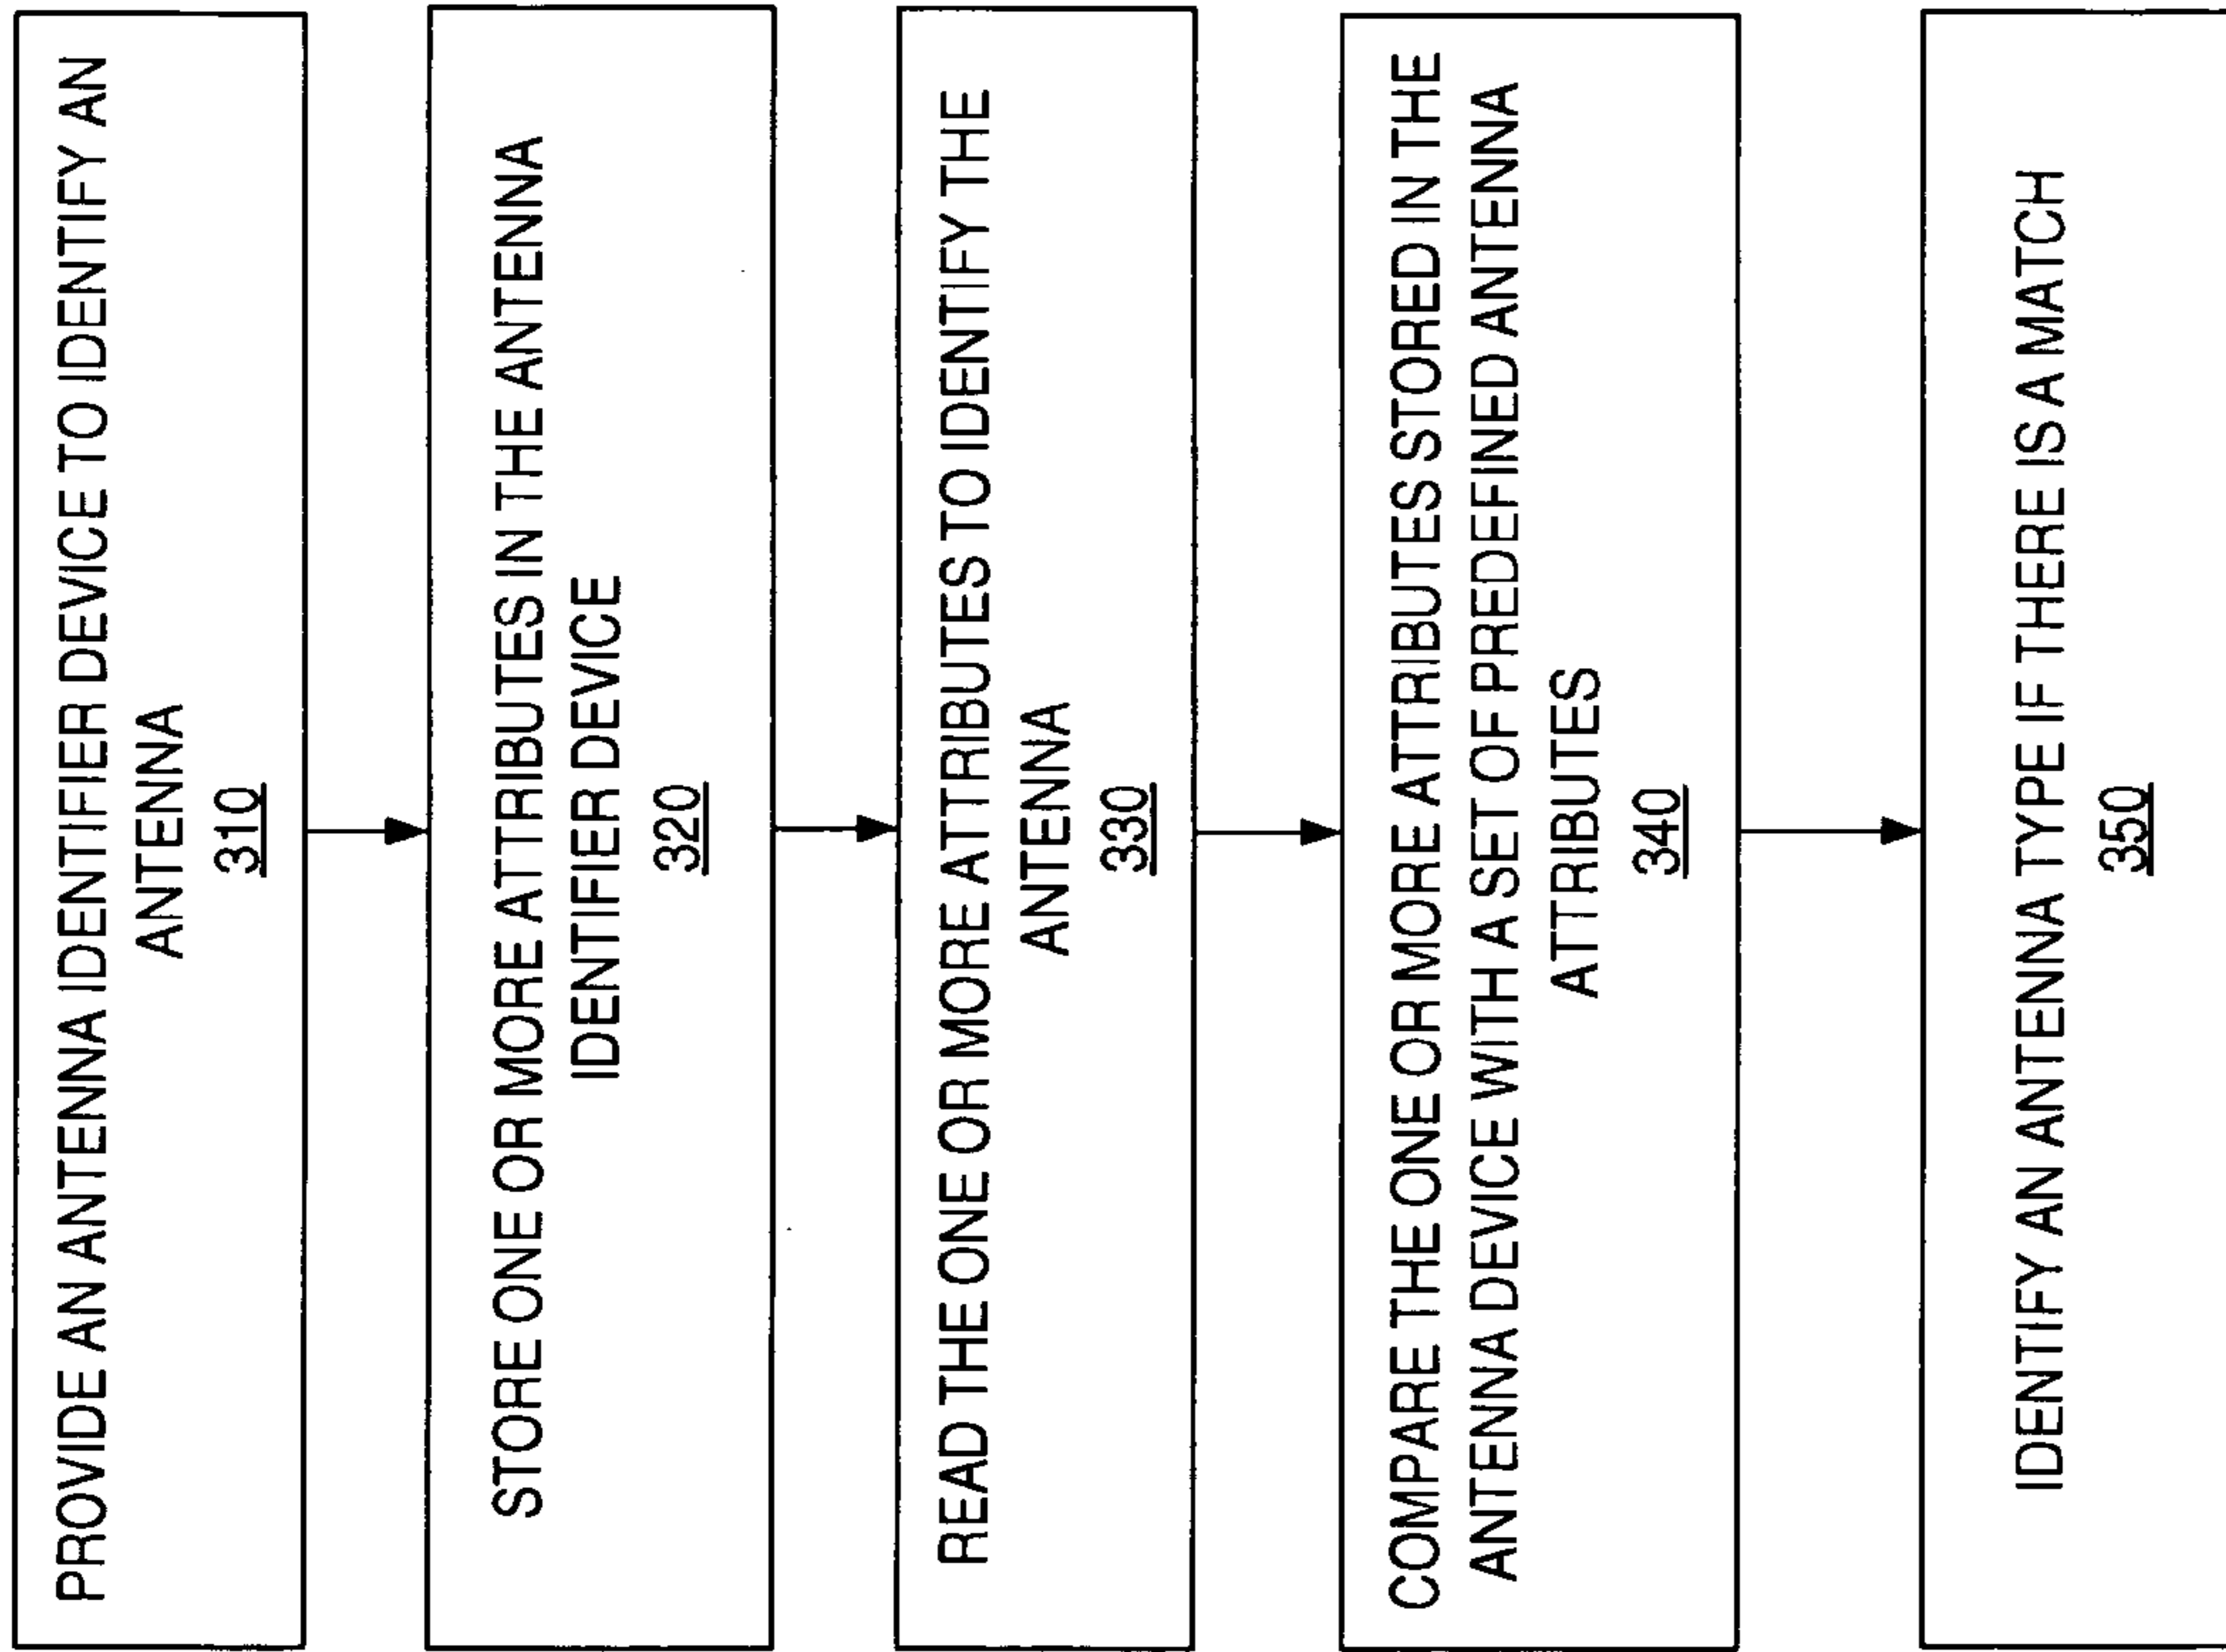 PROVIDE AN ANTENNA IDENTIFIER DEVICE TO IDENTIFY AN
ANTENNA
310
STORE ONE OR MORE ATTRIBUTES IN THE ANTENNA
IDENTIFIER DEVICE
320
READ THE ONE OR MORE ATTRIBUTES TO IDENTIFY THE
ANTENNA
330
COMPARE THE ONE OR MORE ATTRIBUTES STORED IN THE
ANTENNA DEVICE WITH A SET OF PREDEFINED ANTENNA
ATTRIBUTES
340
IDENTIFY AN ANTENNA TYPE IF THERE IS A MATCH
350